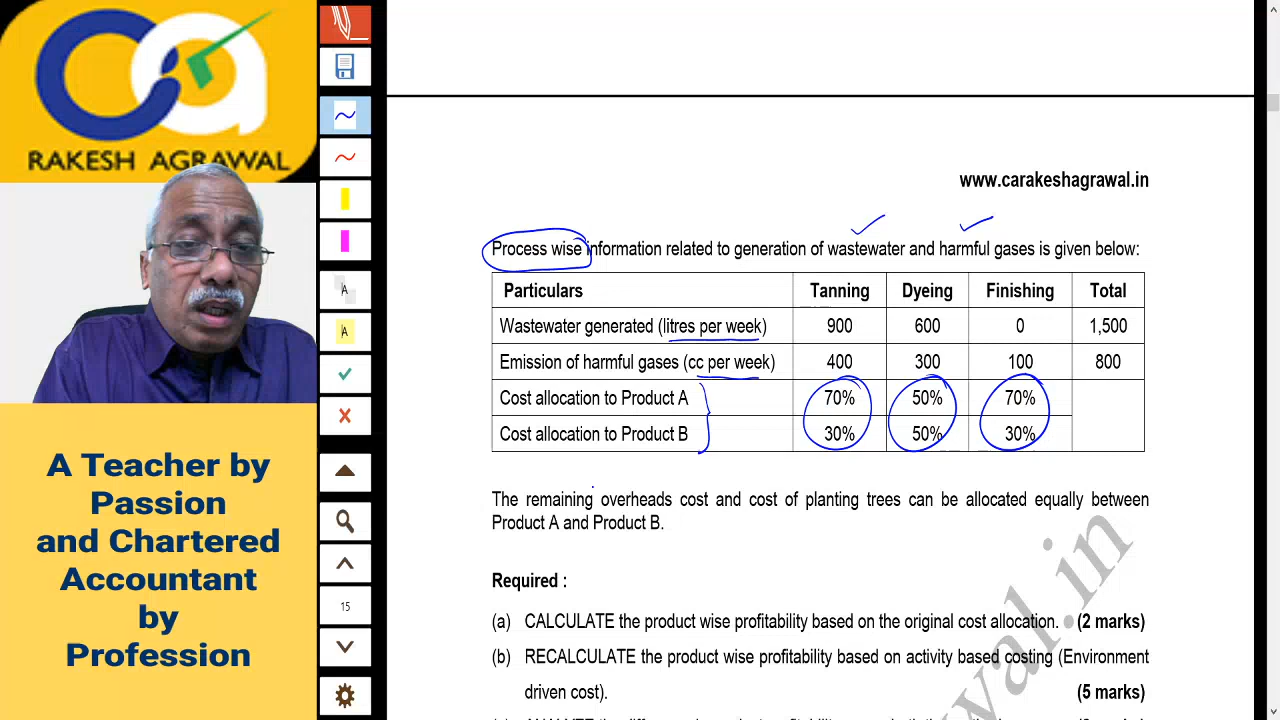 RAKESH AGRAWAL
A Teacher by
Passion
and Chartered
Accountant
by
Profession
A
A
15
www.carakeshagrawal.in
Process wise information related to generation of wastewater and harmful gases is given below:
Particulars Tanning Dyeing Finishing Total
Wastewater generated (litres per week) 900 600 0 1,500
Emission of harmful gases (cc per week) 400 300 100 800
Cost allocation to Product A 70% 50% 70%
Cost allocation to Product B 30% 50% 30%
The remaining overheads cost and cost of planting trees can be allocated equally between
Product A and Product B.
Required :
(a) CALCULATE the product wise profitability based on the original cost allocation. (2 marks)
(b) RECALCULATE the product wise profitability based on activity based costing (Environment
driven cost). (5 marks)
wal.in